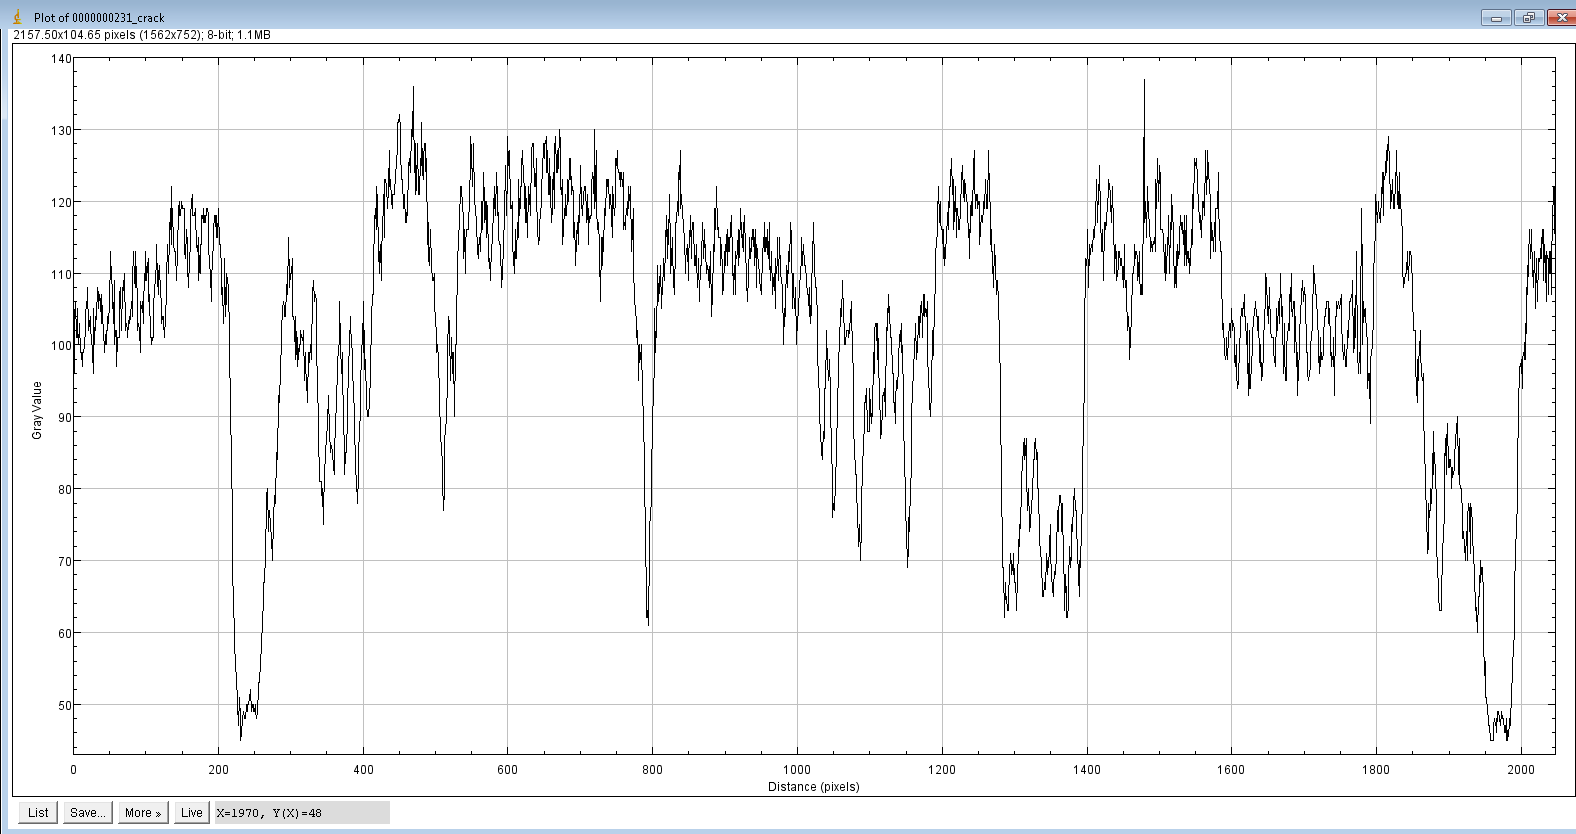 Plot of 0000000231_crack
2157.50x104.65 pixels (1562x752); 8-bit; 1.1MB
140
130
120
110
100
90
80
70
60
50
Gray Value
0 200 400 600 800 1000 1200 1400 1600 1800 2000
Distance (pixels)
List Save... More » Live X=1970, Y(X)=48